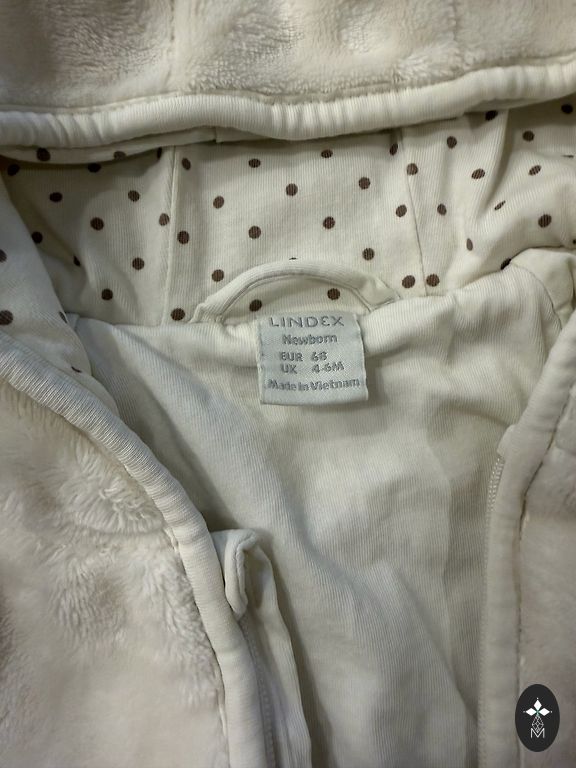 LINDEX
Newborn
EUR 68
UK 4-6M
Made in Vietnam